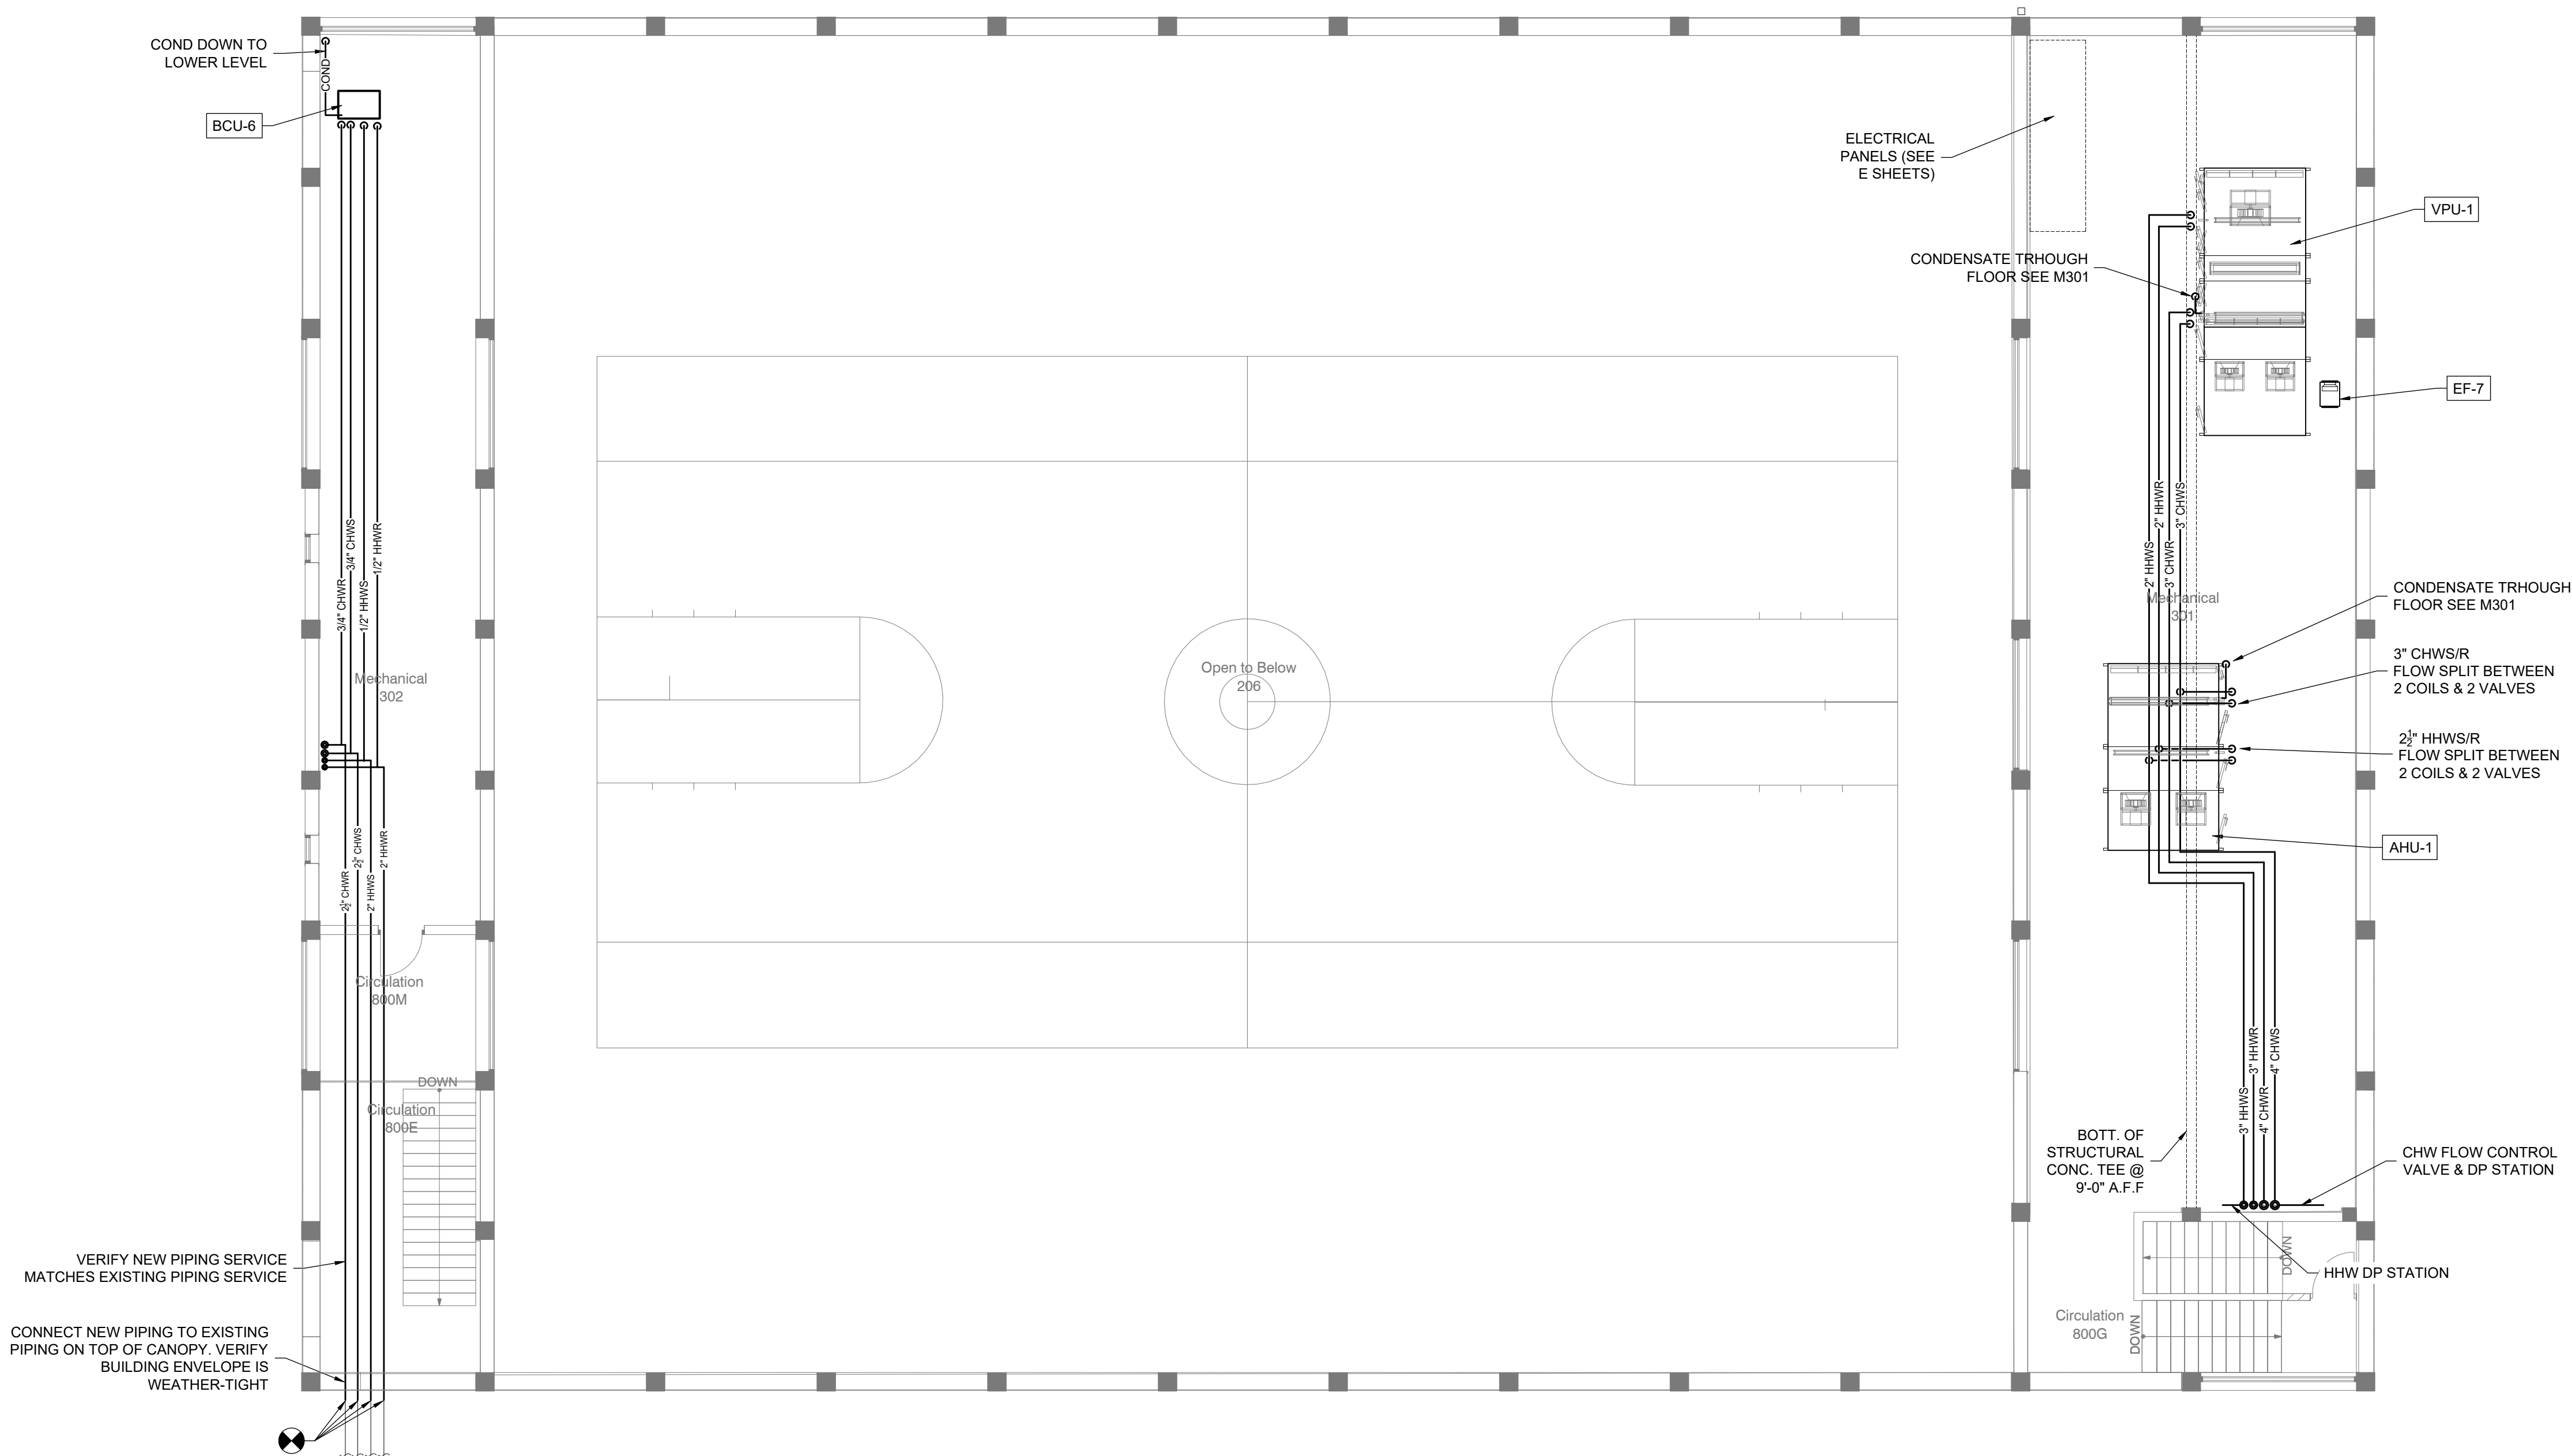 COND DOWN TO
LOWER LEVEL
COND
BCU-6
ELECTRICAL
PANELS (SEE
E SHEETS)
VPU-1
CONDENSATE TRHOUGH
FLOOR SEE M301
EF-7
3/4" CHWR
3/4" CHWS
1/2" HHWS
1/2" HHWR
2" HHWS
2" HHWR
3" CHWR
3" CHWS
Mechanical
301
CONDENSATE TRHOUGH
FLOOR SEE M301
3" CHWS/R
FLOW SPLIT BETWEEN
2 COILS & 2 VALVES
Mechanical
302
Open to Below
206
2½" HHWS/R
FLOW SPLIT BETWEEN
2 COILS & 2 VALVES
AHU-1
2½" CHWR
2½" CHWS
2" HHWS
2" HHWR
Circulation
800M
DOWN
Circulation
800E
3" HHWS
3" HHWR
4" CHWR
4" CHWS
BOTT. OF
STRUCTURAL
CONC. TEE @
9'-0" A.F.F
CHW FLOW CONTROL
VALVE & DP STATION
VERIFY NEW PIPING SERVICE
MATCHES EXISTING PIPING SERVICE
DOWN
HHW DP STATION
CONNECT NEW PIPING TO EXISTING
PIPING ON TOP OF CANOPY. VERIFY
BUILDING ENVELOPE IS
WEATHER-TIGHT
Circulation
800G
DOWN